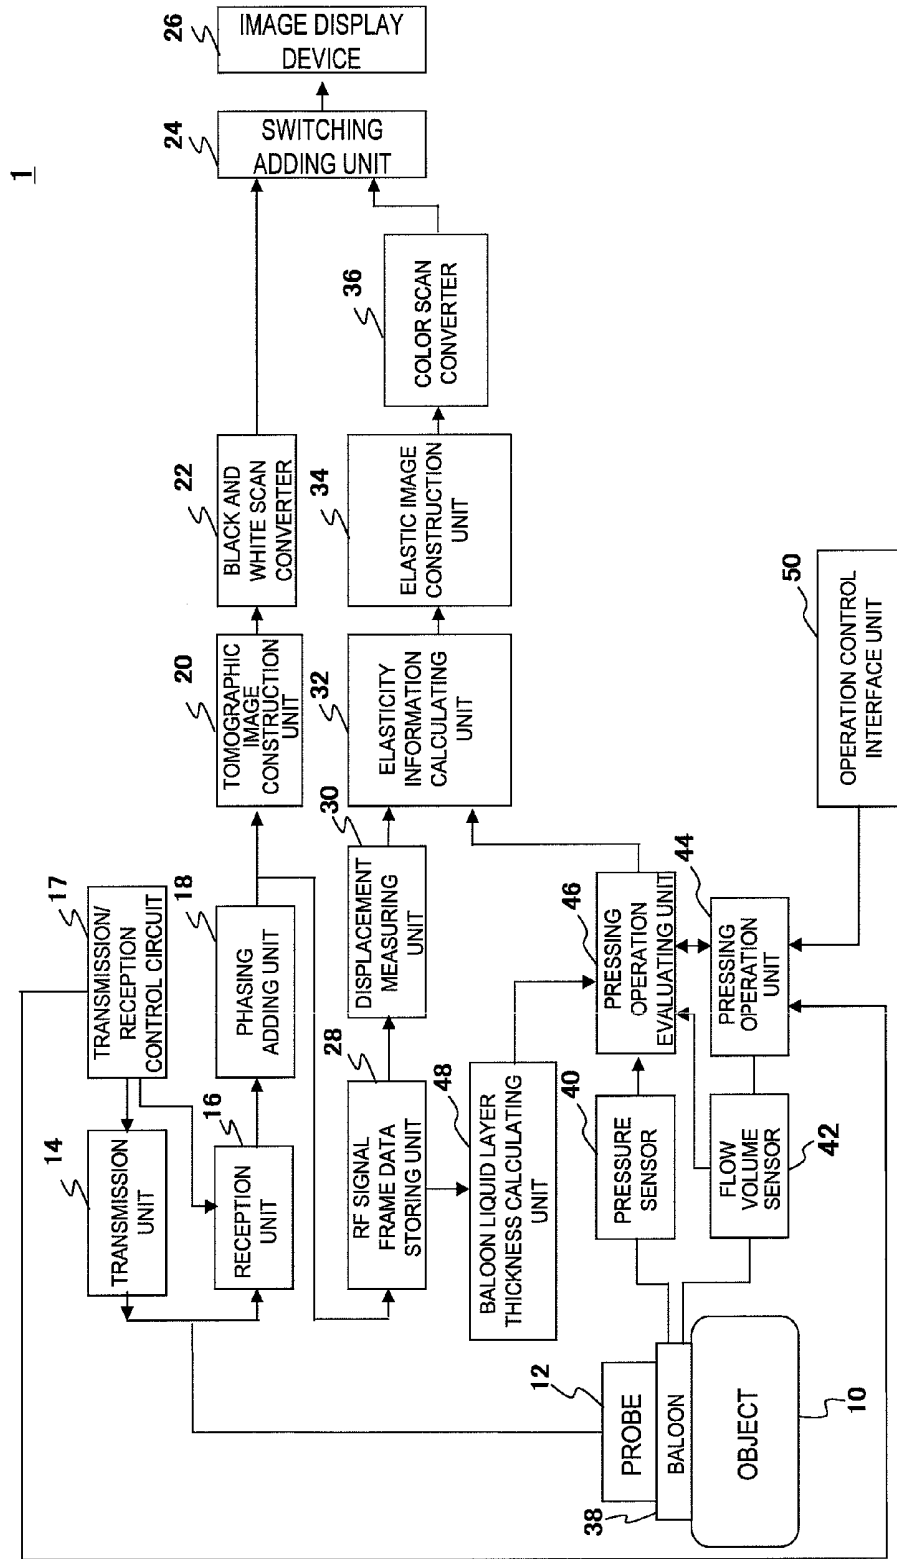 1
17
TRANSMISSION/
RECEPTION
CONTROL CIRCUIT
14
TRANSMISSION
UNIT
16
RECEPTION
UNIT
18
PHASING
ADDING UNIT
20
TOMOGRAPHIC
IMAGE
CONSTRUCTION
UNIT
22
BLACK AND
WHITE SCAN
CONVERTER
24
SWITCHING
ADDING UNIT
26
IMAGE DISPLAY
DEVICE
28
RF SIGNAL
FRAME DATA
STORING UNIT
30
DISPLACEMENT
MEASURING
UNIT
32
ELASTICITY
INFORMATION
CALCULATING
UNIT
34
ELASTIC IMAGE
CONSTRUCTION
UNIT
36
COLOR SCAN
CONVERTER
48
BALOON LIQUID LAYER
THICKNESS CALCULATING
UNIT
12
PROBE
38
BALOON
OBJECT
10
40
PRESSURE
SENSOR
FLOW
VOLUME
SENSOR
42
46
PRESSING
OPERATION
EVALUATING UNIT
44
PRESSING
OPERATION
UNIT
50
OPERATION CONTROL
INTERFACE UNIT